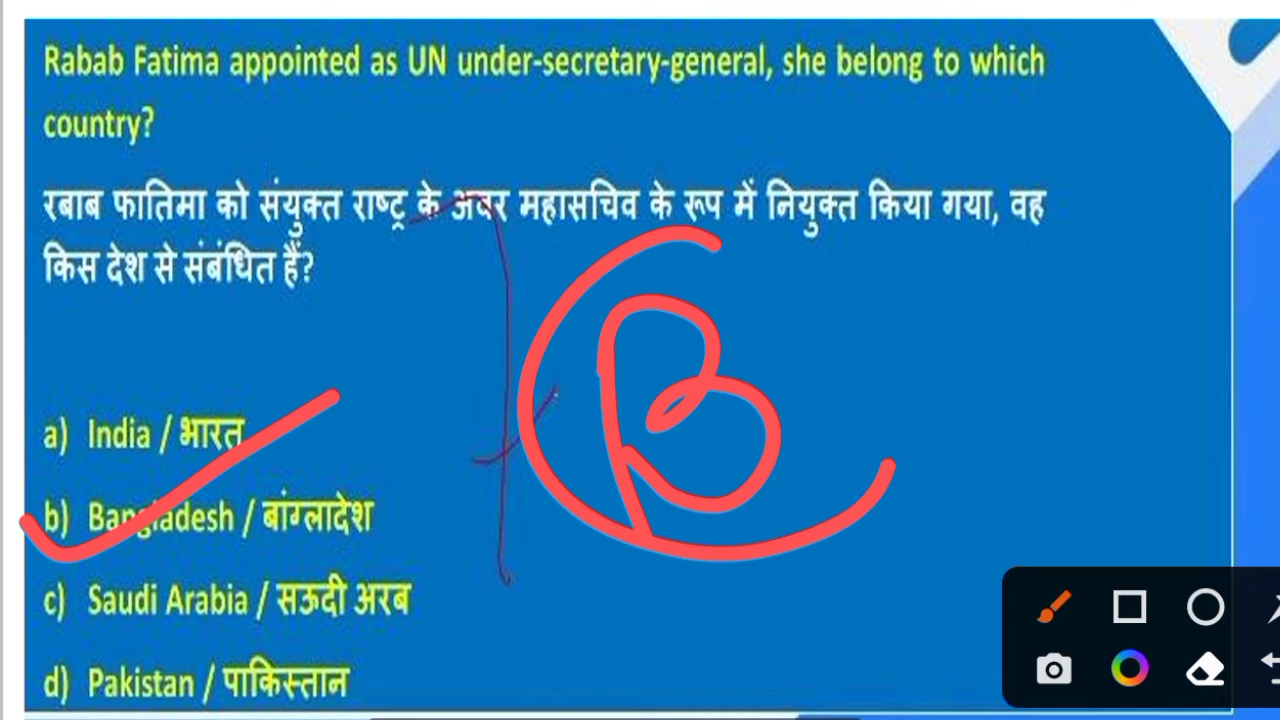 Rabab Fatima appointed as UN under-secretary-general, she belong to which
country?
रबाब फातिमा को संयुक्त राष्ट्र के अवर महासचिव के रूप में नियुक्त किया गया, वह
किस देश से संबंधित हैं?
a) India / भारत
b) Bangladesh / बांग्लादेश
B
c) Saudi Arabia / सऊदी अरब
d) Pakistan / पाकिस्तान